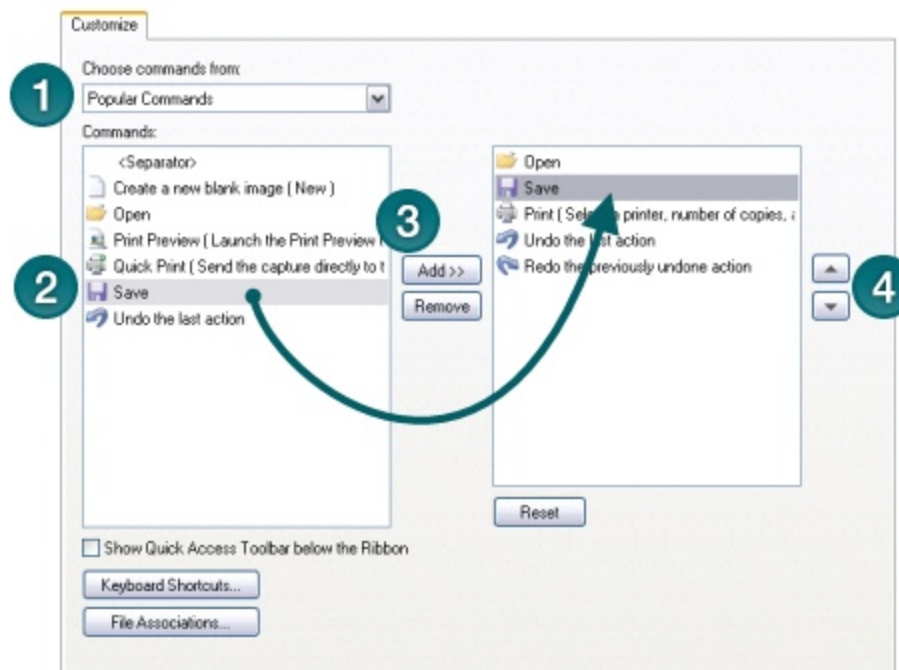 Customize
Choose commands from:
1
Popular Commands
Commands:
<Separator>
Create a new blank image ( New )
Open
Print Preview ( Launch the Print Preview
Quick Print ( Send the capture directly to t
2
Save
Undo the last action
3
Add >>
Remove
Open
Save
Print ( Select a printer, number of copies, a
Undo the last action
Redo the previously undone action
4
Reset
Show Quick Access Toolbar below the Ribbon
Keyboard Shortcuts...
File Associations...